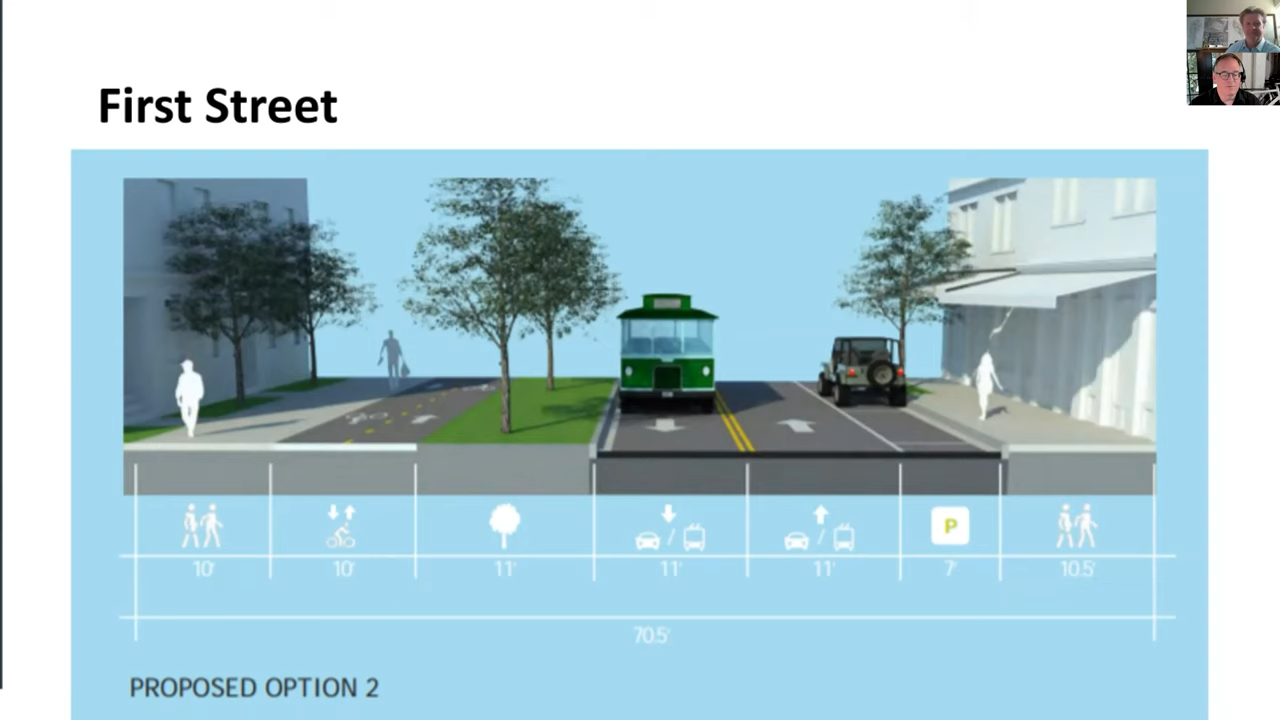 First Street
P
10' 10' 11' 11' 11' 7' 10.5'
70.5'
PROPOSED OPTION 2